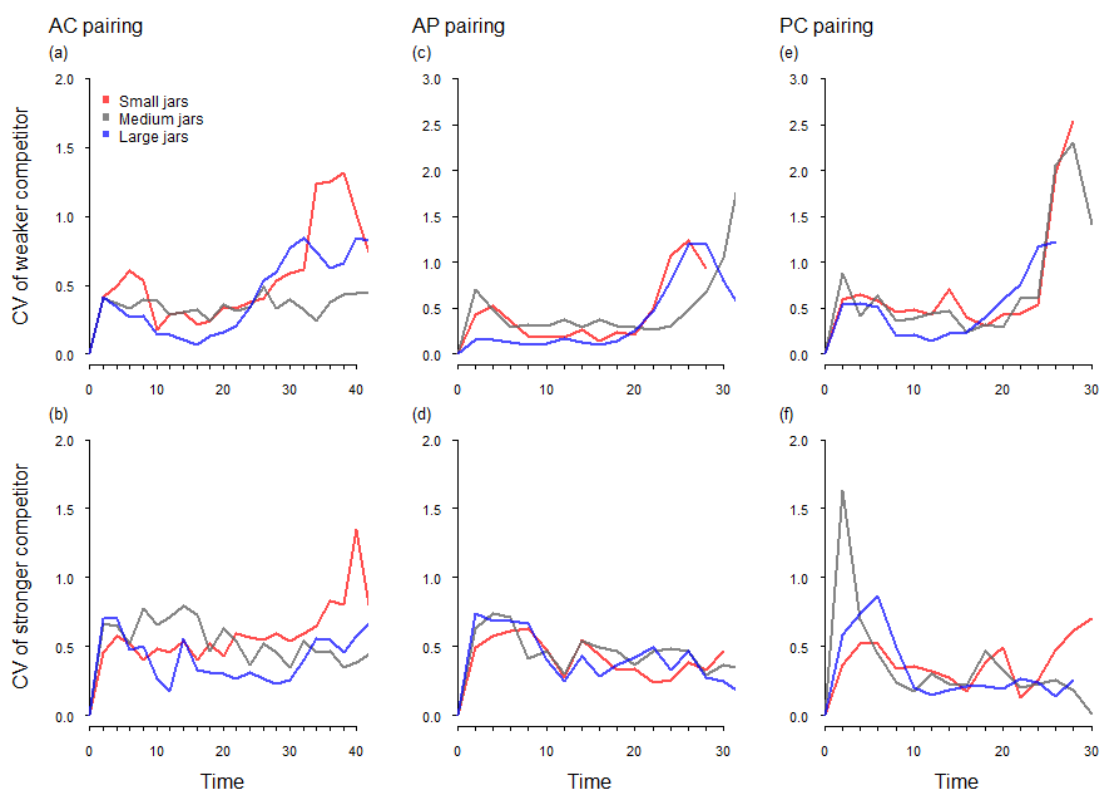 AC pairing
AP pairing
PC pairing
(a)
(c)
(e)
CV of weaker competitor
2.0
1.5
1.0
0.5
0.0
Small jars
Medium jars
Large jars
0 10 20 30 40
3.0
2.5
2.0
1.5
1.0
0.5
0.0
0 10 20 30
3.0
2.5
2.0
1.5
1.0
0.5
0.0
0 10 20 30
(b)
(d)
(f)
CV of stronger competitor
2.0
1.5
1.0
0.5
0.0
0 10 20 30 40
Time
2.0
1.5
1.0
0.5
0.0
0 10 20 30
Time
2.0
1.5
1.0
0.5
0.0
0 10 20 30
Time